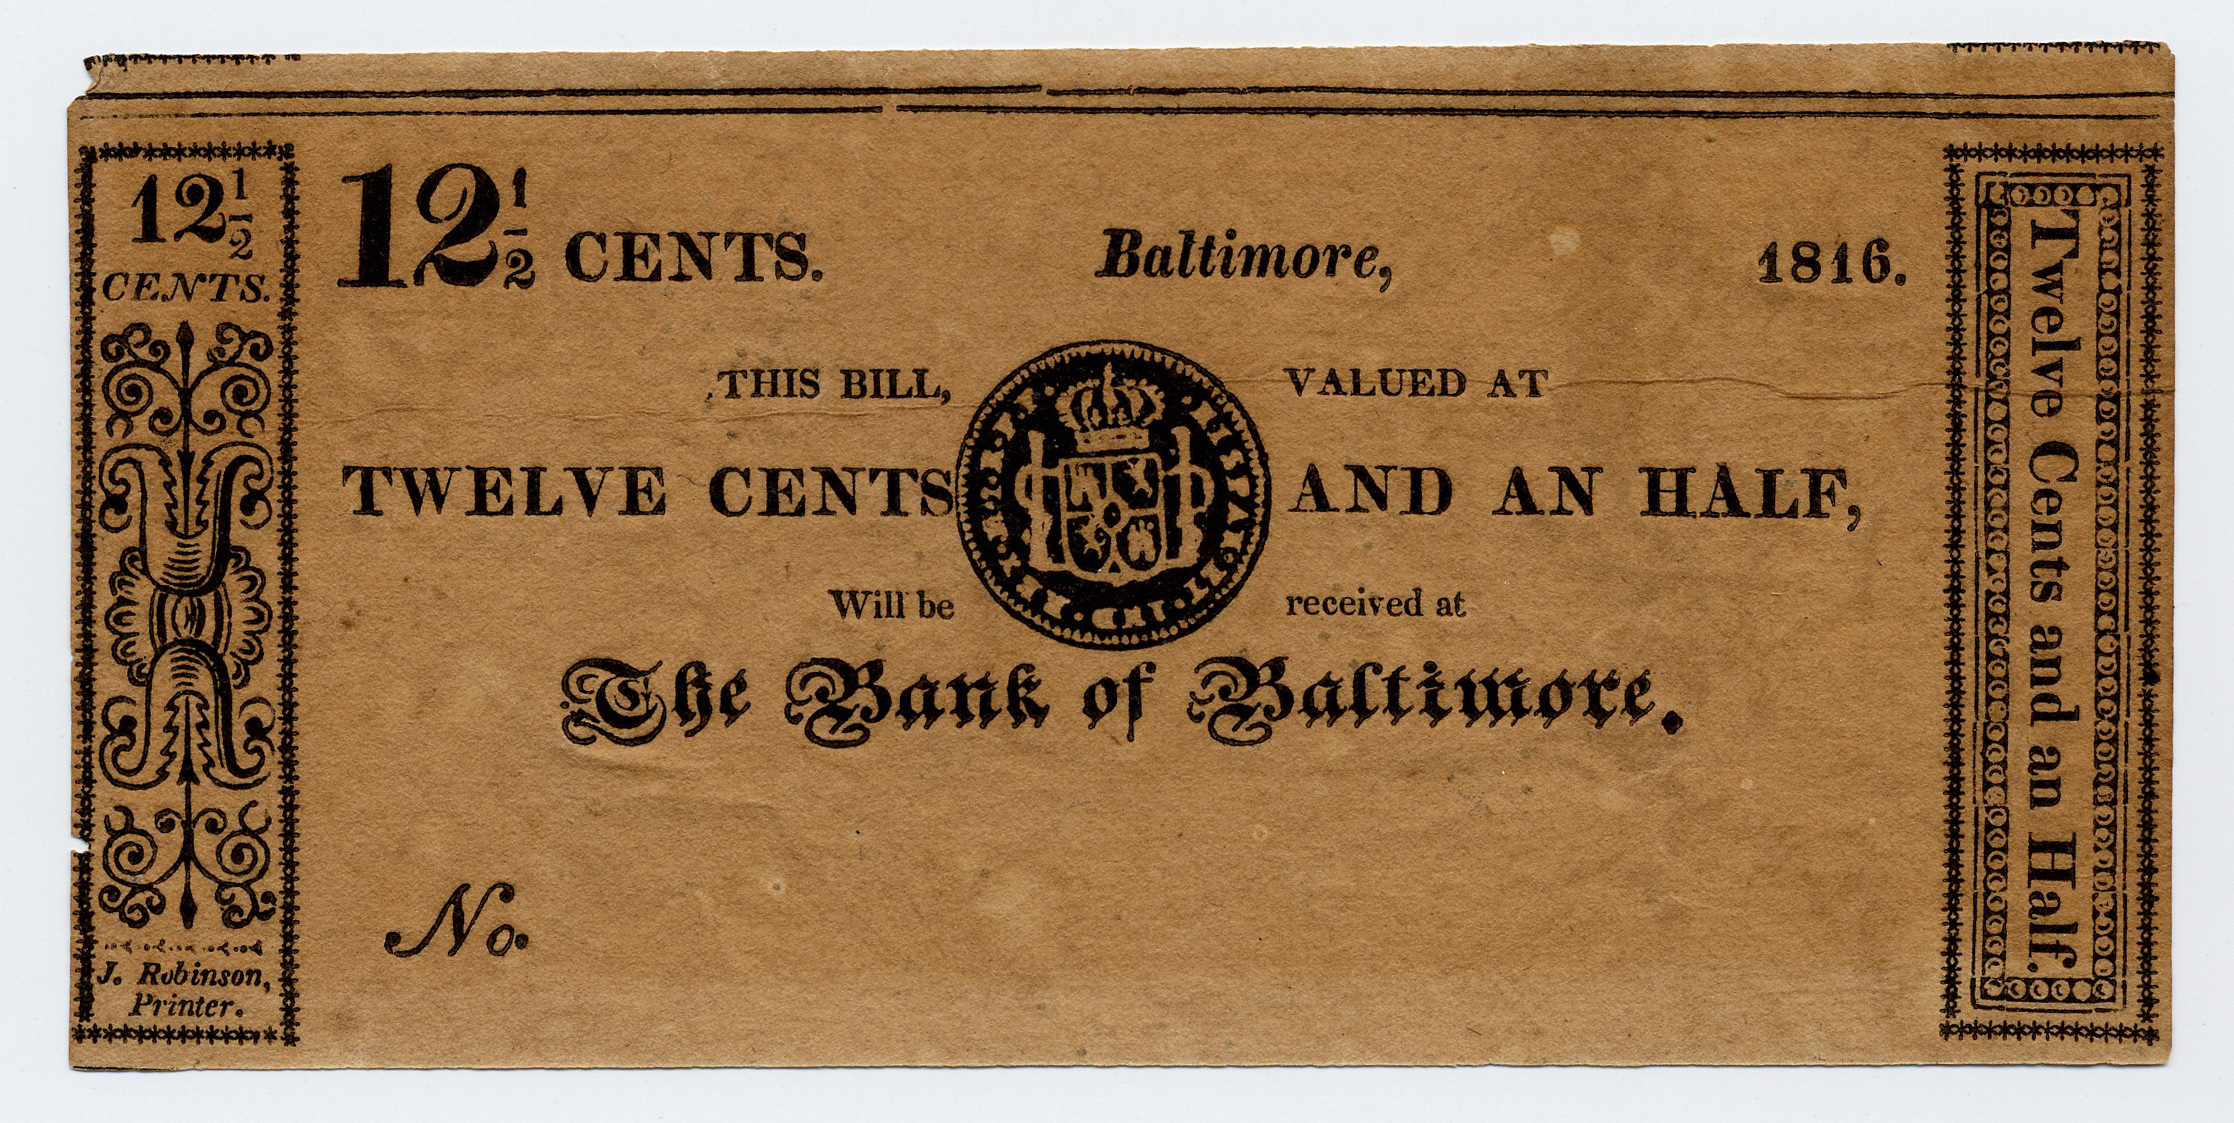 12½
CENTS.
12½ CENTS.
Baltimore,
1816.
THIS BILL, VALUED AT
TWELVE CENTS AND AN HALF,
Will be received at
The Bank of Baltimore.
No.
J. Robinson,
Printer.
Twelve Cents and an Half.